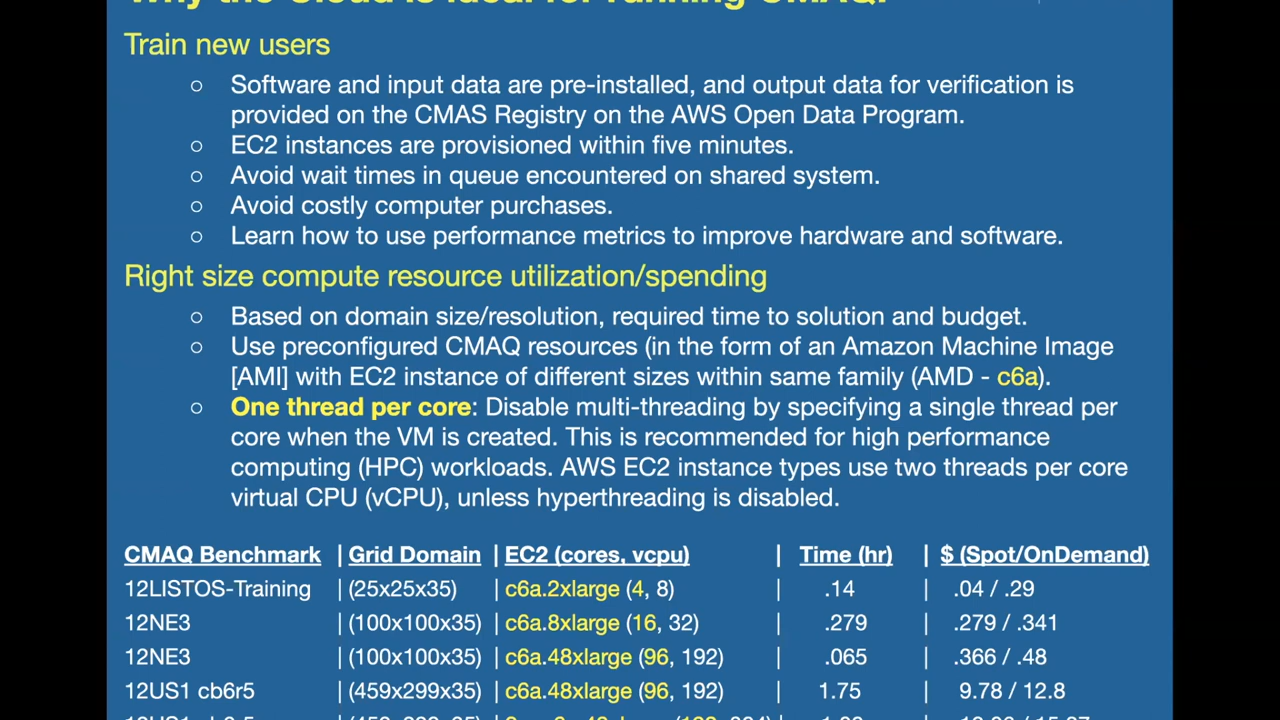 Why the Cloud is ideal for running CMAQ?
Train new users
○ Software and input data are pre-installed, and output data for verification is
provided on the CMAS Registry on the AWS Open Data Program.
○ EC2 instances are provisioned within five minutes.
○ Avoid wait times in queue encountered on shared system.
○ Avoid costly computer purchases.
○ Learn how to use performance metrics to improve hardware and software.
Right size compute resource utilization/spending
○ Based on domain size/resolution, required time to solution and budget.
○ Use preconfigured CMAQ resources (in the form of an Amazon Machine Image
[AMI] with EC2 instance of different sizes within same family (AMD - c6a).
○ One thread per core: Disable multi-threading by specifying a single thread per
core when the VM is created. This is recommended for high performance
computing (HPC) workloads. AWS EC2 instance types use two threads per core
virtual CPU (vCPU), unless hyperthreading is disabled.
CMAQ Benchmark | Grid Domain | EC2 (cores, vcpu) | Time (hr) | $ (Spot/OnDemand)
12LISTOS-Training | (25x25x35) | c6a.2xlarge (4, 8) | .14 | .04 / .29
12NE3 | (100x100x35) | c6a.8xlarge (16, 32) | .279 | .279 / .341
12NE3 | (100x100x35) | c6a.48xlarge (96, 192) | .065 | .366 / .48
12US1 cb6r5 | (459x299x35) | c6a.48xlarge (96, 192) | 1.75 | 9.78 / 12.8